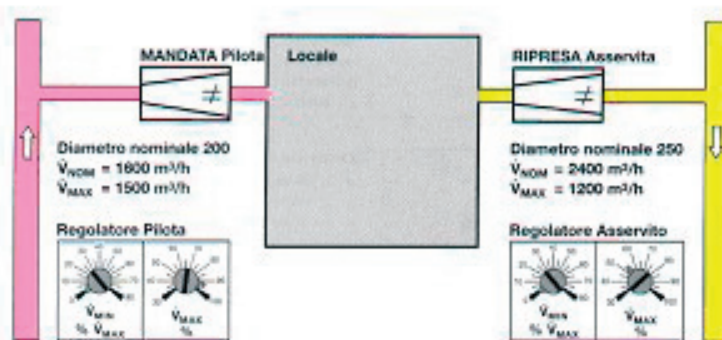 MANDATA Pilota
Locale
RIPRESA Asservita
Diametro nominale 200
V̇NOM = 1600 m³/h
V̇MAX = 1500 m³/h
Diametro nominale 250
V̇NOM = 2400 m³/h
V̇MAX = 1200 m³/h
Regolatore Pilota
Regolatore Asservito
V̇MIN
% V̇MAX
V̇MAX
%
V̇MIN
% V̇MAX
V̇MAX
%